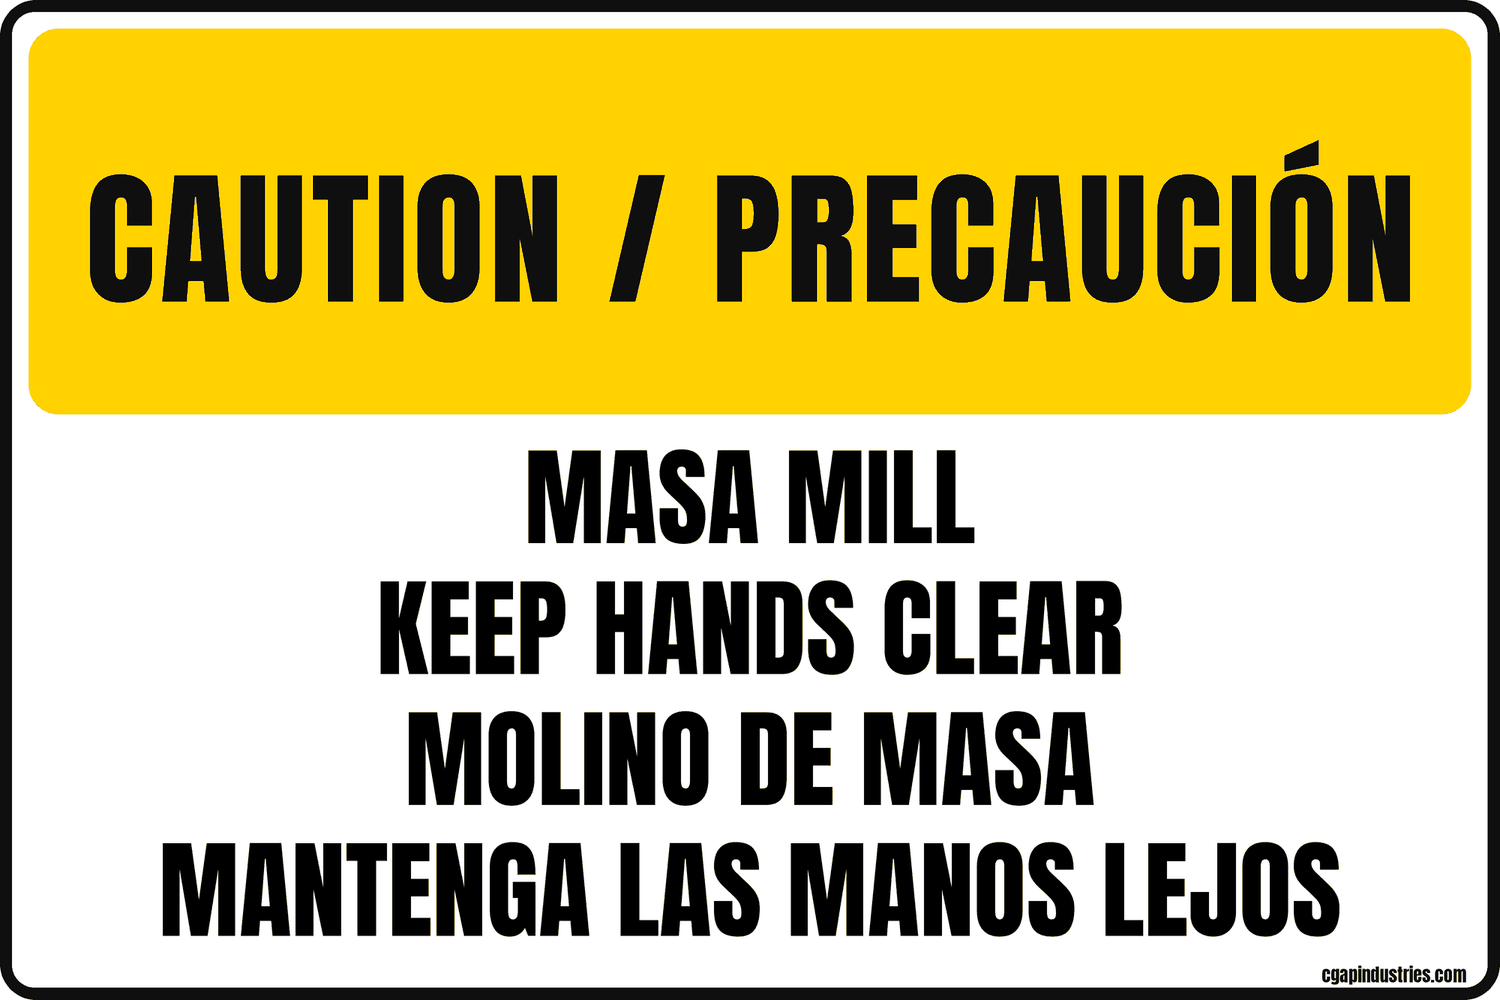 CAUTION / PRECAUCIÓN
MASA MILL
KEEP HANDS CLEAR
MOLINO DE MASA
MANTENGA LAS MANOS LEJOS
cgapindustries.com